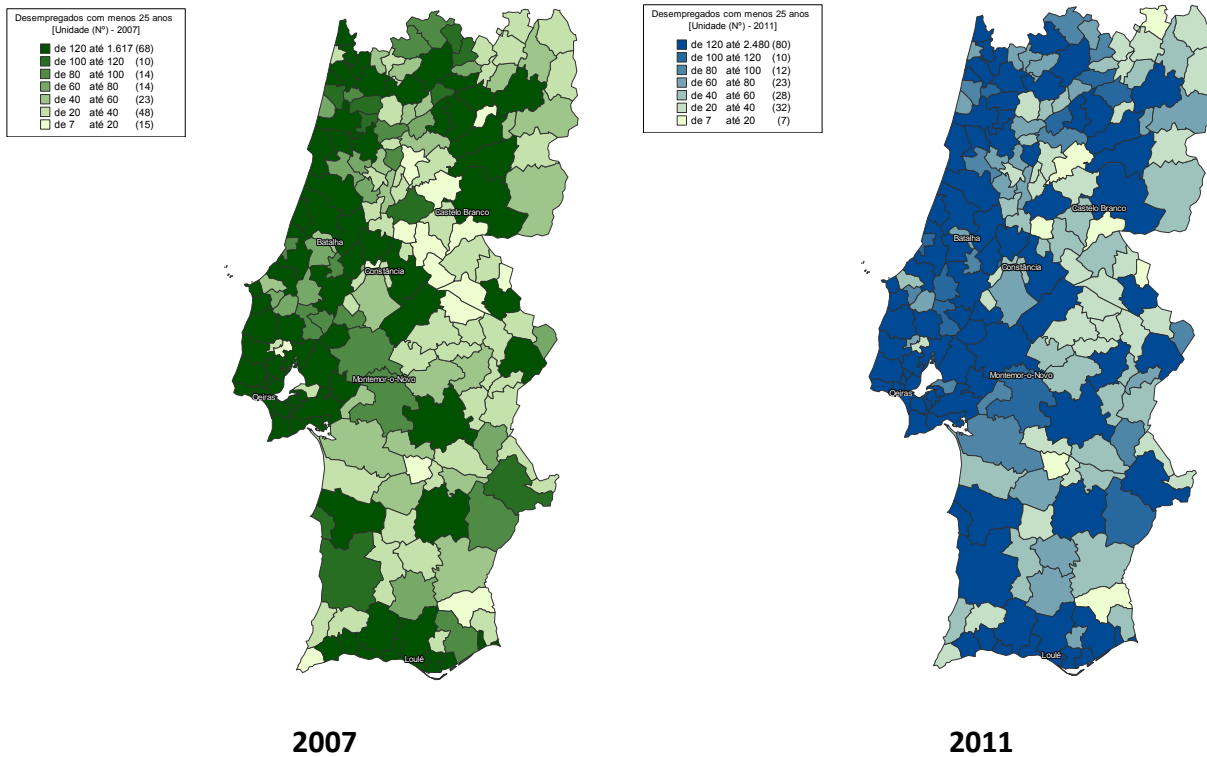 Desempregados com menos 25 anos
[Unidade (Nº) - 2007]
de 120 até 1.617 (68)
de 100 até 120 (10)
de 80 até 100 (14)
de 60 até 80 (14)
de 40 até 60 (23)
de 20 até 40 (48)
de 7 até 20 (15)
Castelo Branco
Batalha
Constância
Montemor-o-Novo
Oeiras
Loulé
2007
Desempregados com menos 25 anos
[Unidade (Nº) - 2011]
de 120 até 2.480 (80)
de 100 até 120 (10)
de 80 até 100 (12)
de 60 até 80 (23)
de 40 até 60 (28)
de 20 até 40 (32)
de 7 até 20 (7)
Castelo Branco
Batalha
Constância
Montemor-o-Novo
Oeiras
Loulé
2011